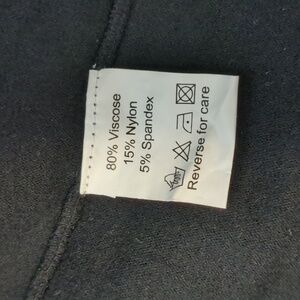 80% Viscose
15% Nylon
5% Spandex
Reverse for care